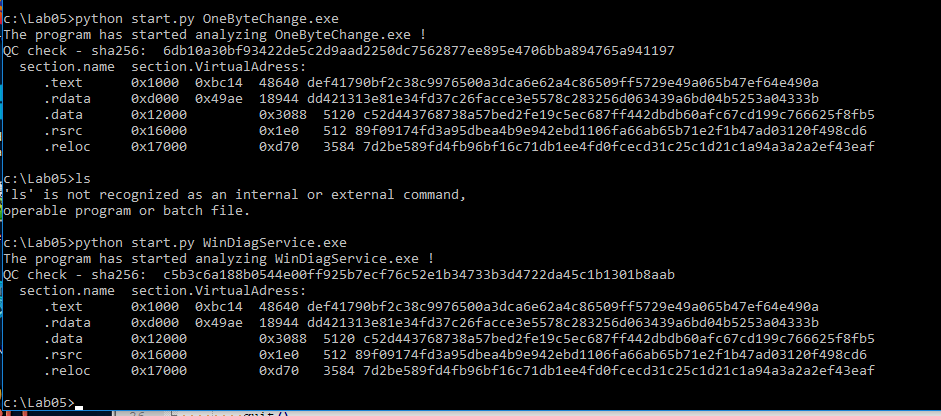 c:\Lab05>python start.py OneByteChange.exe
The program has started analyzing OneByteChange.exe !
QC check - sha256:  6db10a30bf93422de5c2d9aad2250dc7562877ee895e4706bba894765a941197
  section.name  section.VirtualAdress:
     .text      0x1000  0xbc14  48640 def41790bf2c38c9976500a3dca6e62a4c86509ff5729e49a065b47ef64e490a
     .rdata     0xd000  0x49ae  18944 dd421313e81e34fd37c26facce3e5578c283256d063439a6bd04b5253a04333b
     .data      0x12000         0x3088   5120 c52d443768738a57bed2fe19c5ec687ff442dbdb60afc67cd199c766625f8fb5
     .rsrc      0x16000         0x1e0    512 89f09174fd3a95dbea4b9e942ebd1106fa66ab65b71e2f1b47ad03120f498cd6
     .reloc     0x17000         0xd70    3584 7d2be589fd4fb96bf16c71db1ee4fd0fcecd31c25c1d21c1a94a3a2a2ef43eaf
c:\Lab05>ls
'ls' is not recognized as an internal or external command,
operable program or batch file.
c:\Lab05>python start.py WinDiagService.exe
The program has started analyzing WinDiagService.exe !
QC check - sha256:  c5b3c6a188b0544e00ff925b7ecf76c52e1b34733b3d4722da45c1b1301b8aab
  section.name  section.VirtualAdress:
     .text      0x1000  0xbc14  48640 def41790bf2c38c9976500a3dca6e62a4c86509ff5729e49a065b47ef64e490a
     .rdata     0xd000  0x49ae  18944 dd421313e81e34fd37c26facce3e5578c283256d063439a6bd04b5253a04333b
     .data      0x12000         0x3088   5120 c52d443768738a57bed2fe19c5ec687ff442dbdb60afc67cd199c766625f8fb5
     .rsrc      0x16000         0x1e0    512 89f09174fd3a95dbea4b9e942ebd1106fa66ab65b71e2f1b47ad03120f498cd6
     .reloc     0x17000         0xd70    3584 7d2be589fd4fb96bf16c71db1ee4fd0fcecd31c25c1d21c1a94a3a2a2ef43eaf
c:\Lab05>